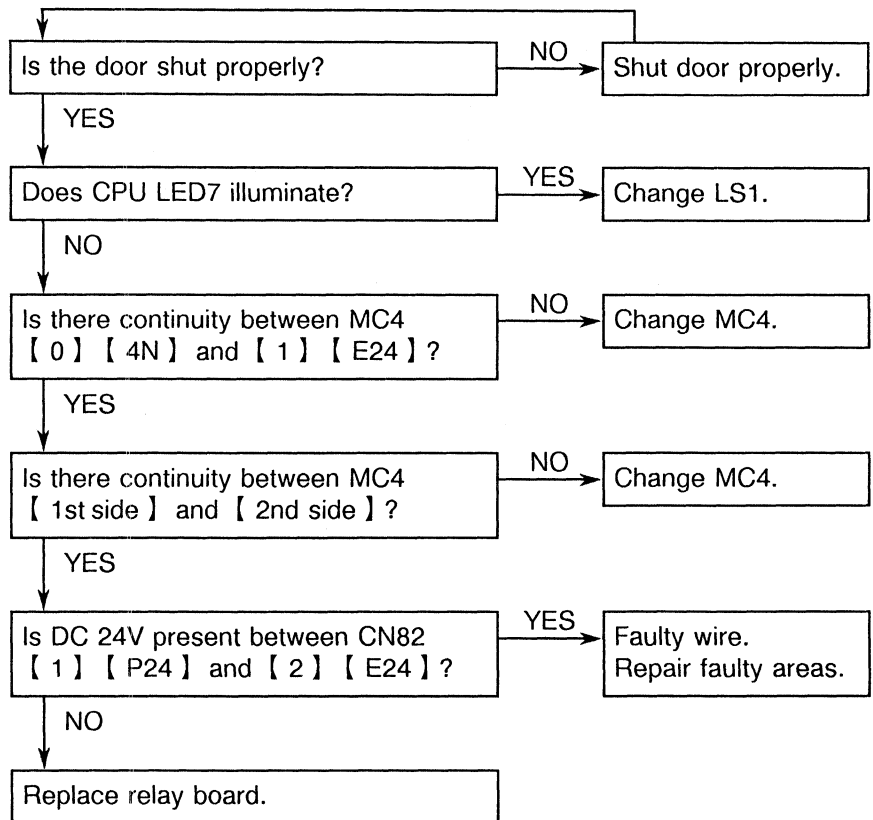 Is the door shut properly?
NO
Shut door properly.
YES
Does CPU LED7 illuminate?
YES
Change LS1.
NO
Is there continuity between MC4
【 0 】 【 4N 】 and 【 1 】 【 E24 】 ?
NO
Change MC4.
YES
Is there continuity between MC4
【 1st side 】 and 【 2nd side 】 ?
NO
Change MC4.
YES
Is DC 24V present between CN82
【 1 】 【 P24 】 and 【 2 】 【 E24 】 ?
YES
Faulty wire.
Repair faulty areas.
NO
Replace relay board.